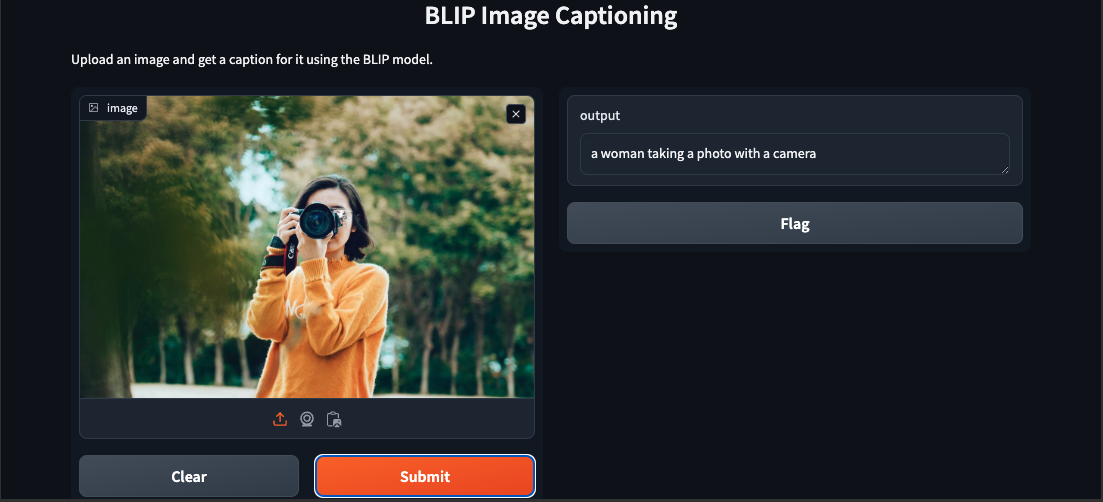 BLIP Image Captioning
Upload an image and get a caption for it using the BLIP model.
image
output
a woman taking a photo with a camera
Flag
Clear
Submit